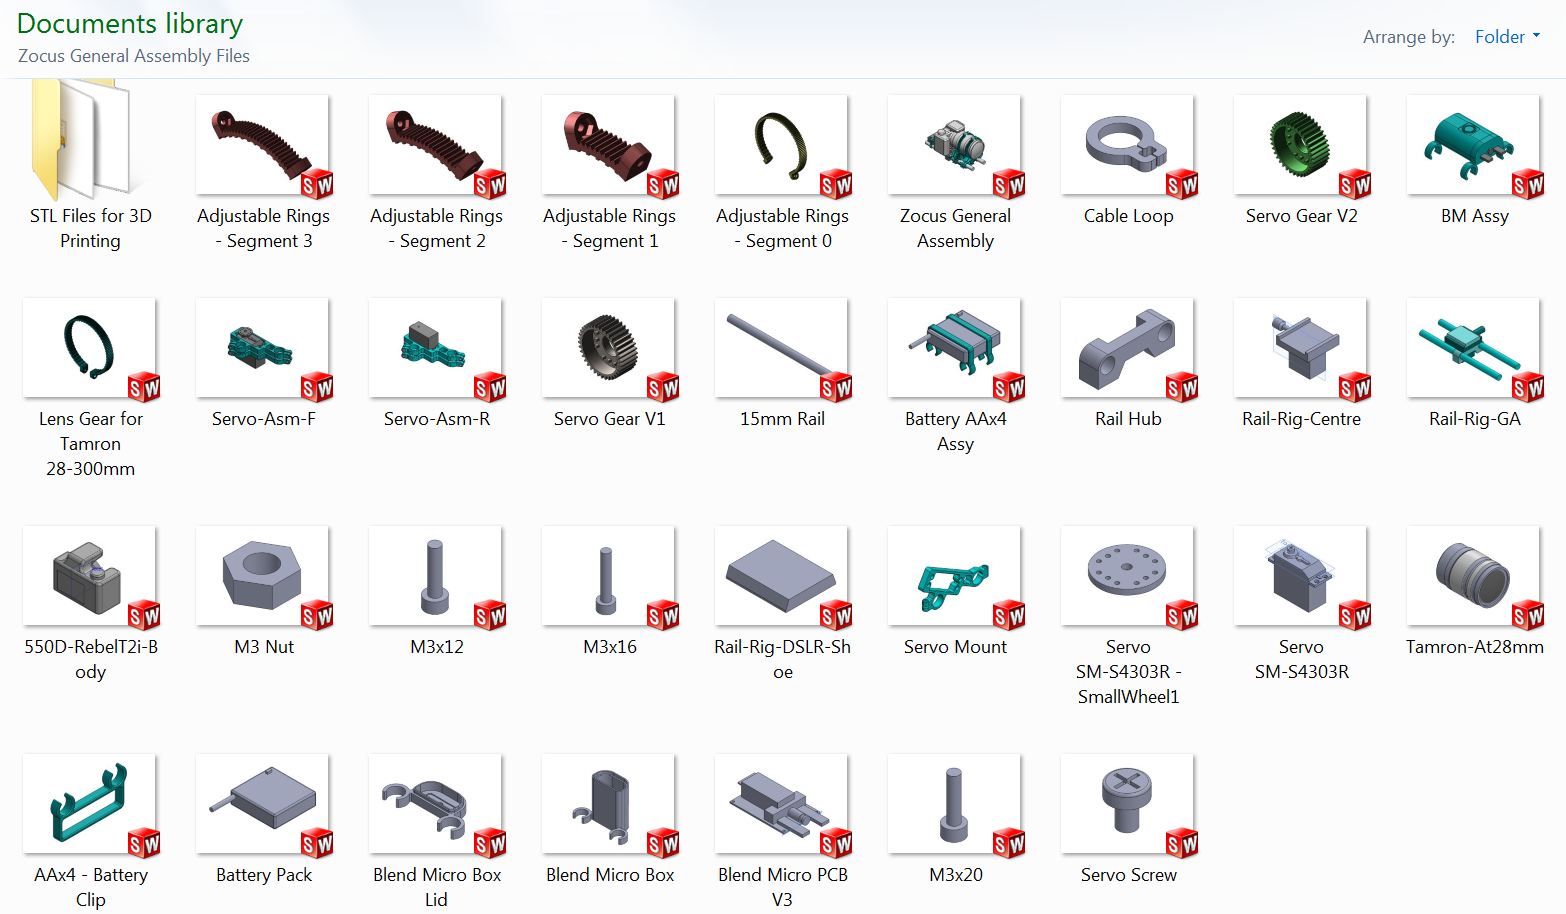 Documents library
Zocus General Assembly Files
Arrange by: Folder
STL Files for 3D
Printing
Adjustable Rings
- Segment 3
Adjustable Rings
- Segment 2
Adjustable Rings
- Segment 1
Adjustable Rings
- Segment 0
Zocus General
Assembly
Cable Loop
Servo Gear V2
BM Assy
Lens Gear for
Tamron
28-300mm
Servo-Asm-F
Servo-Asm-R
Servo Gear V1
15mm Rail
Battery AAx4
Assy
Rail Hub
Rail-Rig-Centre
Rail-Rig-GA
550D-RebelT2i-B
ody
M3 Nut
M3x12
M3x16
Rail-Rig-DSLR-Sh
oe
Servo Mount
Servo
SM-S4303R -
SmallWheel1
Servo
SM-S4303R
Tamron-At28mm
AAx4 - Battery
Clip
Battery Pack
Blend Micro Box
Lid
Blend Micro Box
Blend Micro PCB
V3
M3x20
Servo Screw